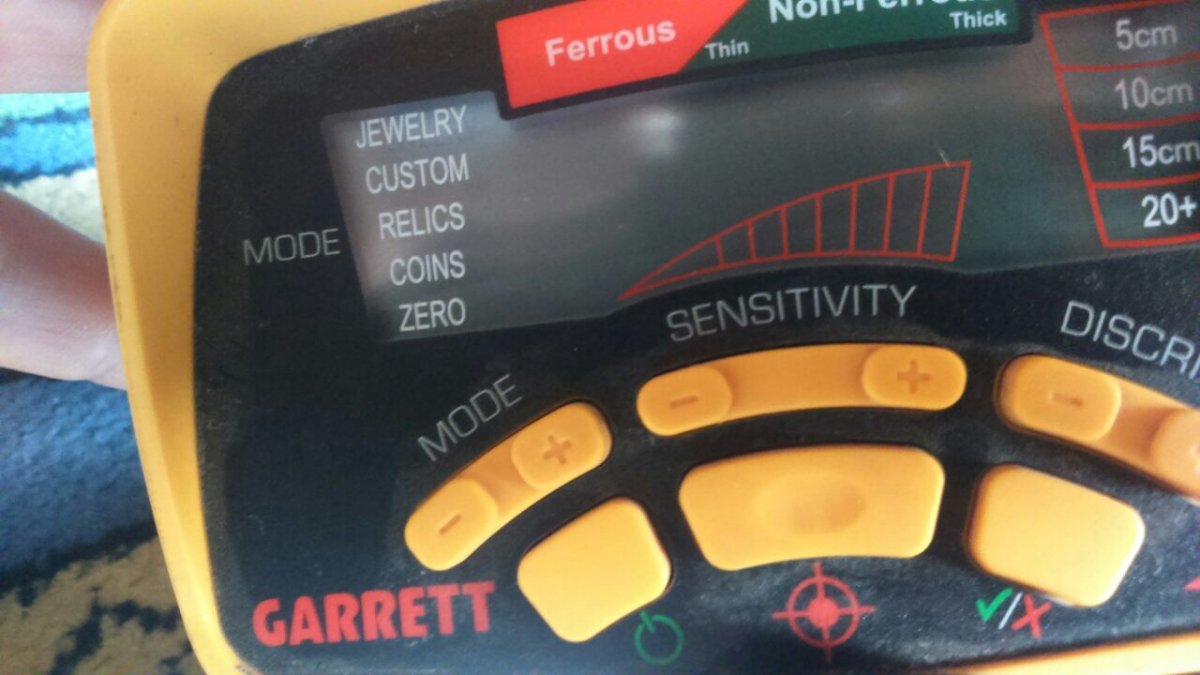 Ferrous
Thin
Thick
5cm
10cm
15cm
20+
JEWELRY
CUSTOM
RELICS
COINS
ZERO
MODE
SENSITIVITY
MODE
- +
- +
-
GARRETT